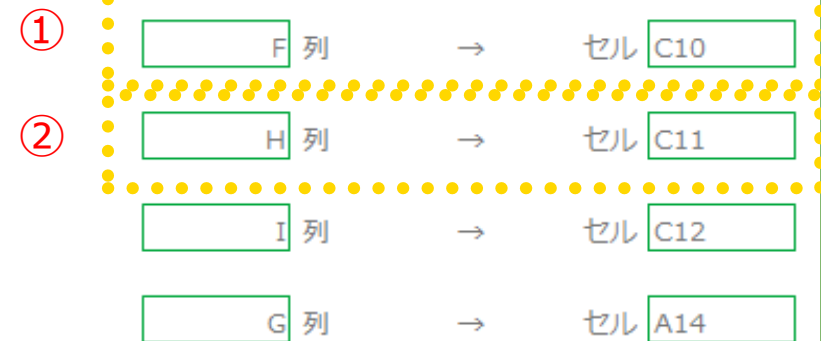 ① F 列 → セル C10
② H 列 → セル C11
I 列 → セル C12
G 列 → セル A14